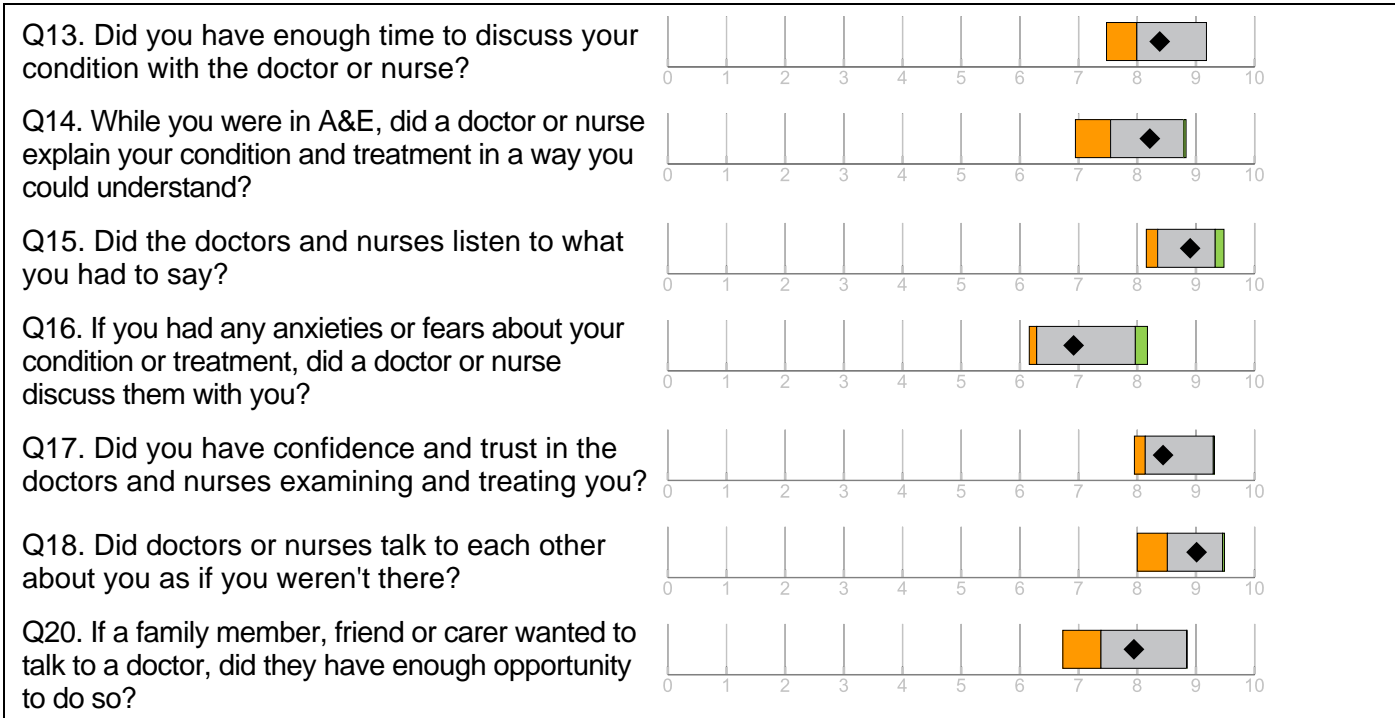 Q13. Did you have enough time to discuss your
condition with the doctor or nurse?
0 1 2 3 4 5 6 7 8 9 10
Q14. While you were in A&E, did a doctor or nurse
explain your condition and treatment in a way you
could understand?
0 1 2 3 4 5 6 7 8 9 10
Q15. Did the doctors and nurses listen to what
you had to say?
0 1 2 3 4 5 6 7 8 9 10
Q16. If you had any anxieties or fears about your
condition or treatment, did a doctor or nurse
discuss them with you?
0 1 2 3 4 5 6 7 8 9 10
Q17. Did you have confidence and trust in the
doctors and nurses examining and treating you?
0 1 2 3 4 5 6 7 8 9 10
Q18. Did doctors or nurses talk to each other
about you as if you weren't there?
0 1 2 3 4 5 6 7 8 9 10
Q20. If a family member, friend or carer wanted to
talk to a doctor, did they have enough opportunity
to do so?
0 1 2 3 4 5 6 7 8 9 10